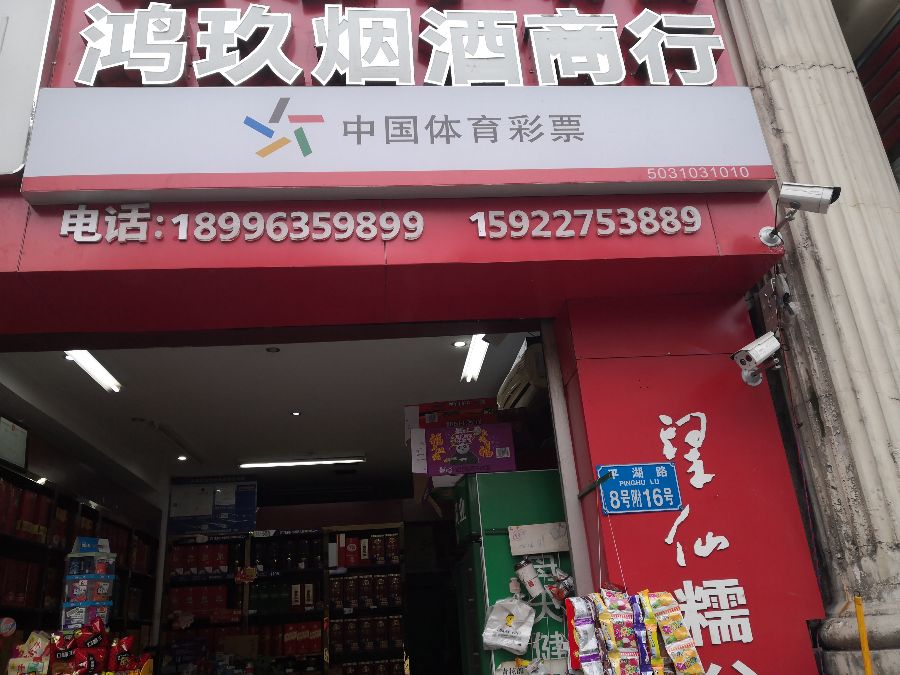 鸿玖烟酒商行
中国体育彩票
5031031010
电话:18996359899 15922753889
平湖路
PINGHU LU
8号附16号
望仙
糯